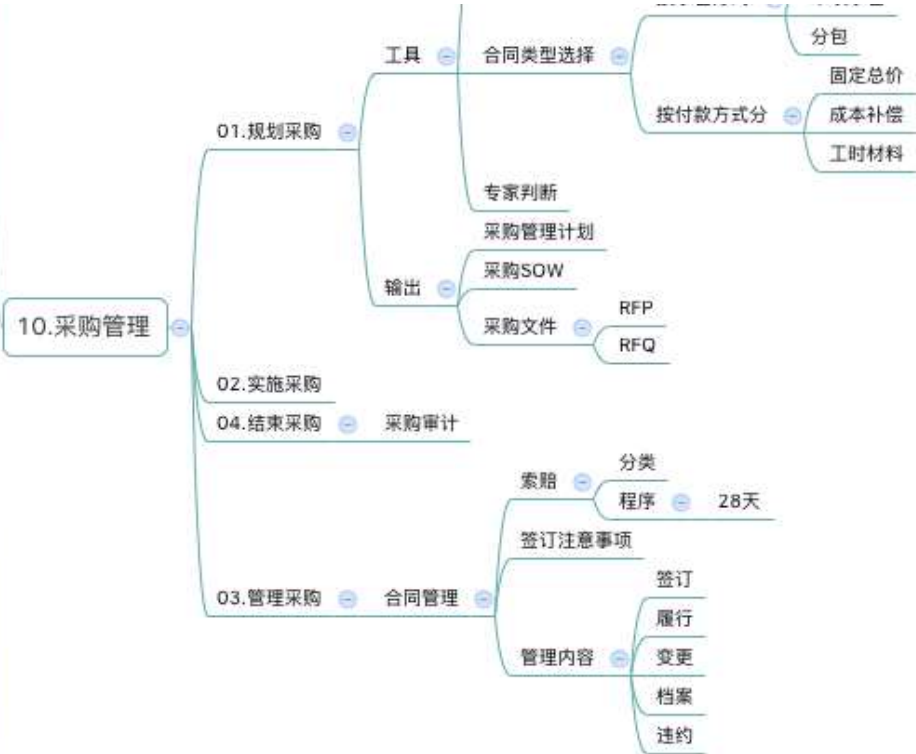 分包
工具
合同类型选择
固定总价
按付款方式分
成本补偿
01.规划采购
工时材料
专家判断
采购管理计划
采购SOW
输出
RFP
10.采购管理
采购文件
RFQ
02.实施采购
04.结束采购
采购审计
分类
索赔
程序
28天
签订注意事项
签订
03.管理采购
合同管理
履行
管理内容
变更
档案
违约